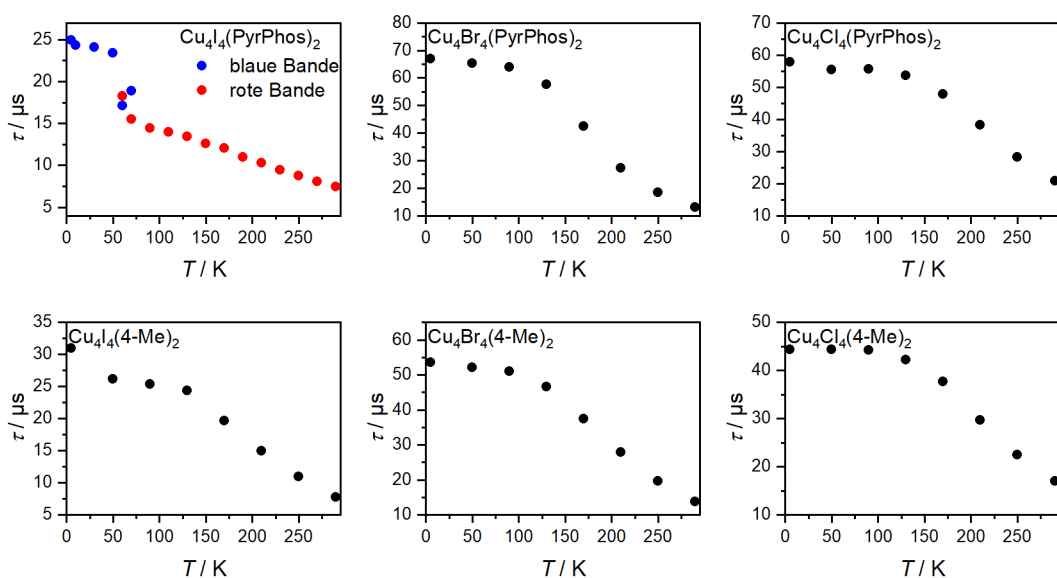 Cu₄I₄(PyrPhos)₂
blaue Bande
rote Bande
25
20
15
10
5
τ / µs
0 50 100 150 200 250
T / K
Cu₄Br₄(PyrPhos)₂
80
70
60
50
40
30
20
10
τ / µs
0 50 100 150 200 250
T / K
Cu₄Cl₄(PyrPhos)₂
70
60
50
40
30
20
10
τ / µs
0 50 100 150 200 250
T / K
Cu₄I₄(4-Me)₂
35
30
25
20
15
10
5
τ / µs
0 50 100 150 200 250
T / K
Cu₄Br₄(4-Me)₂
60
50
40
30
20
10
τ / µs
0 50 100 150 200 250
T / K
Cu₄Cl₄(4-Me)₂
50
40
30
20
10
τ / µs
0 50 100 150 200 250
T / K